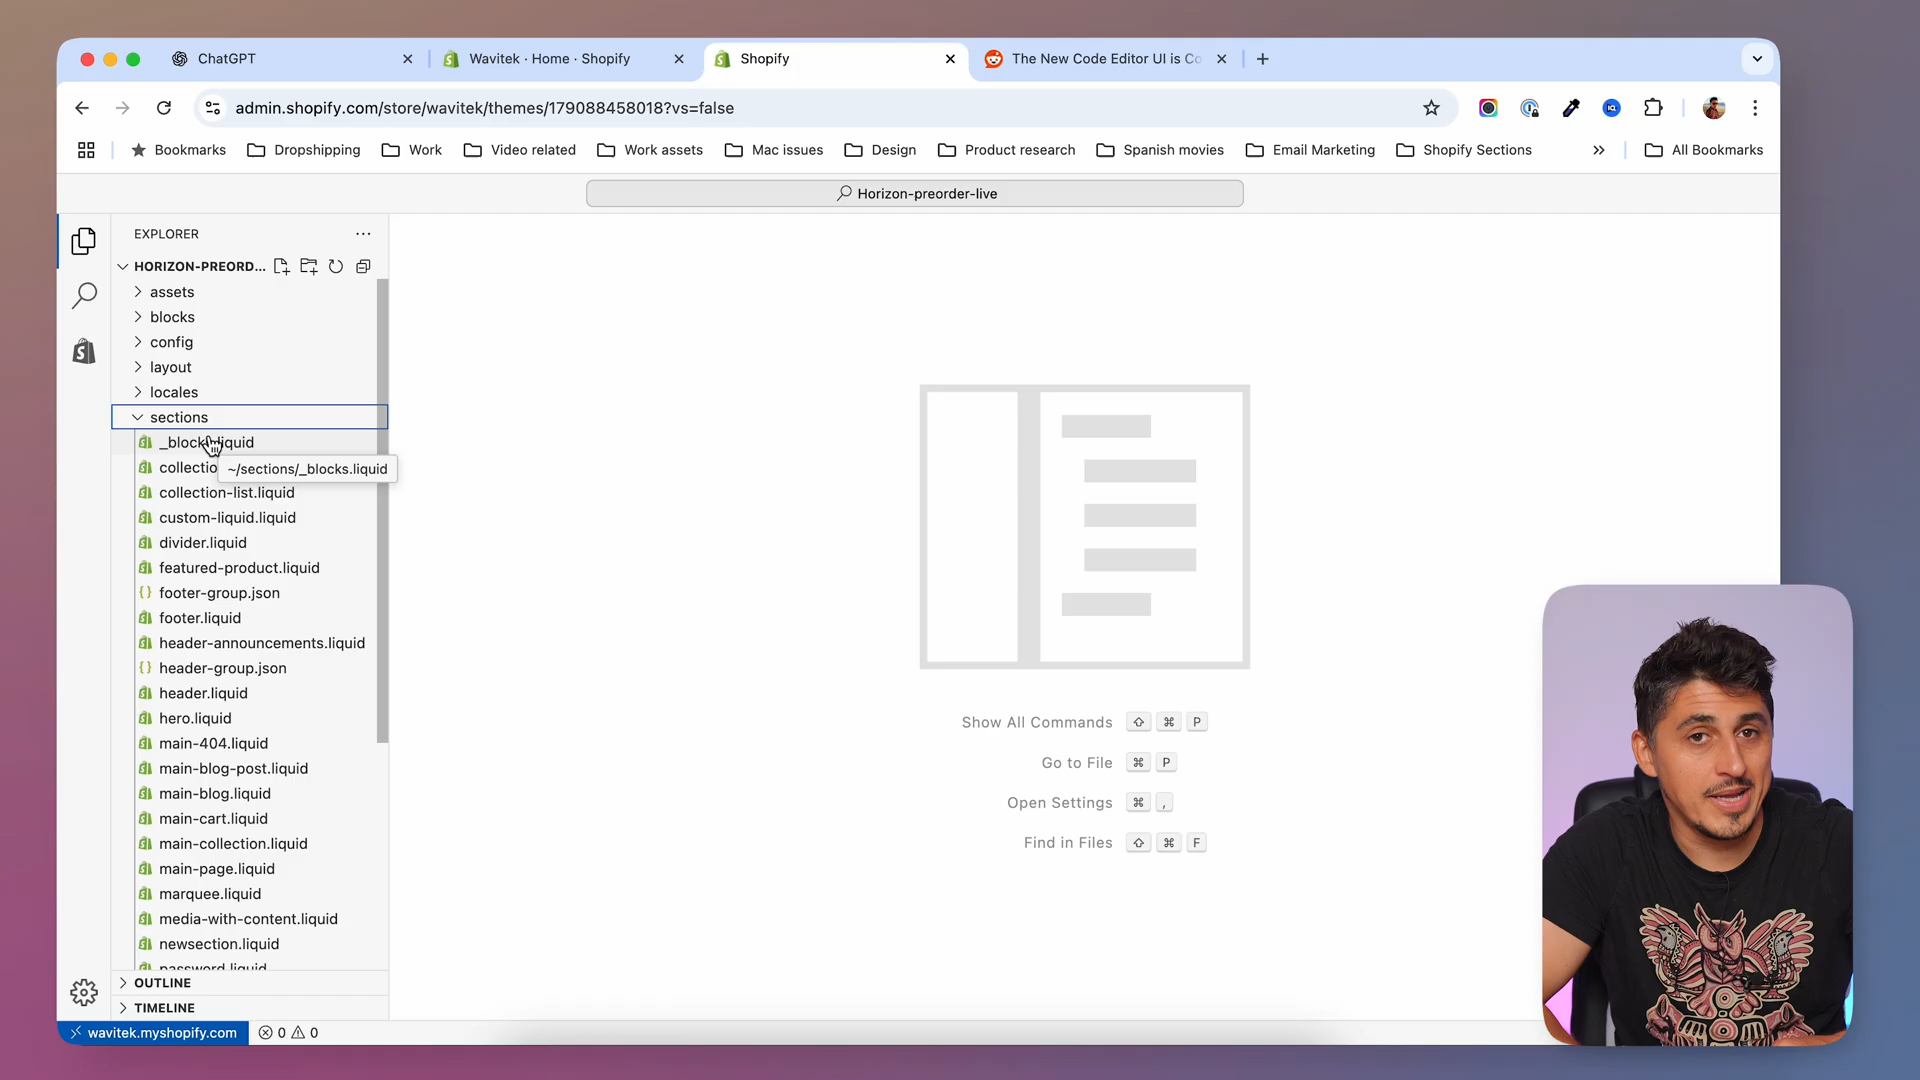 ChatGPT
Wavitek · Home · Shopify
Shopify
The New Code Editor UI is Co
admin.shopify.com/store/wavitek/themes/179088458018?vs=false
Bookmarks
Dropshipping
Work
Video related
Work assets
Mac issues
Design
Product research
Spanish movies
Email Marketing
Shopify Sections
All Bookmarks
Horizon-preorder-live
EXPLORER
HORIZON-PREORD...
assets
blocks
config
layout
locales
sections
~/sections/_blocks.liquid
collection-list.liquid
custom-liquid.liquid
divider.liquid
featured-product.liquid
footer-group.json
footer.liquid
header-announcements.liquid
header-group.json
header.liquid
hero.liquid
main-404.liquid
main-blog-post.liquid
main-blog.liquid
main-cart.liquid
main-collection.liquid
main-page.liquid
marquee.liquid
media-with-content.liquid
newsection.liquid
password.liquid
OUTLINE
TIMELINE
wavitek.myshopify.com
0 0
Show All Commands ⇧ ⌘ P
Go to File ⌘ P
Open Settings ⌘ ,
Find in Files ⇧ ⌘ F